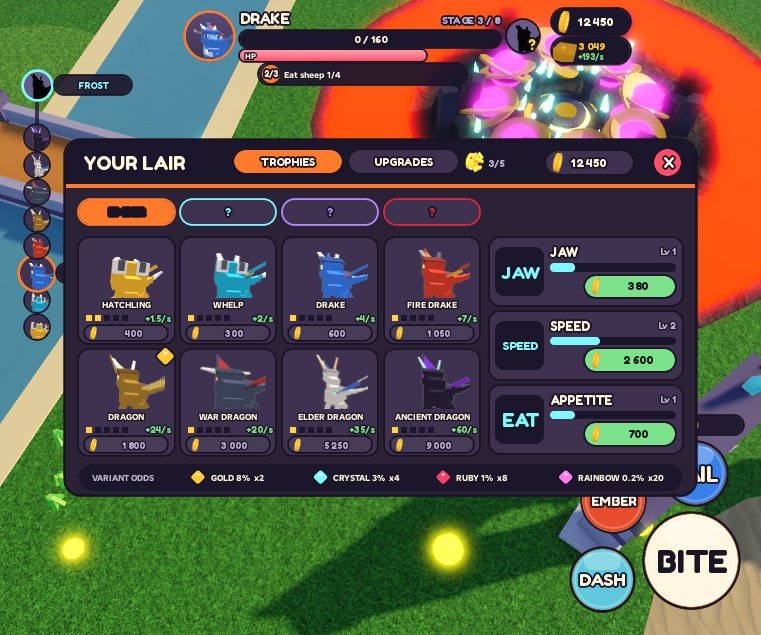 DRAKE
STAGE 3 / 8
0 / 160
HP
2/3 Eat sheep 1/4
?
12 450
3 049
+193/s
FROST
YOUR LAIR
TROPHIES
UPGRADES
3/5
12 450
X
?
?
?
HATCHLING
+1.5/s
400
WHELP
+2/s
300
DRAKE
+4/s
600
FIRE DRAKE
+7/s
1 050
DRAGON
+24/s
1 800
WAR DRAGON
+20/s
3 000
ELDER DRAGON
+35/s
5 250
ANCIENT DRAGON
+60/s
9 000
JAW
JAW
Lv 1
380
SPEED
SPEED
Lv 2
2 600
EAT
APPETITE
Lv 1
700
VARIANT ODDS
GOLD 8% x2
CRYSTAL 3% x4
RUBY 1% x8
RAINBOW 0.2% x20
EMBER
DASH
BITE